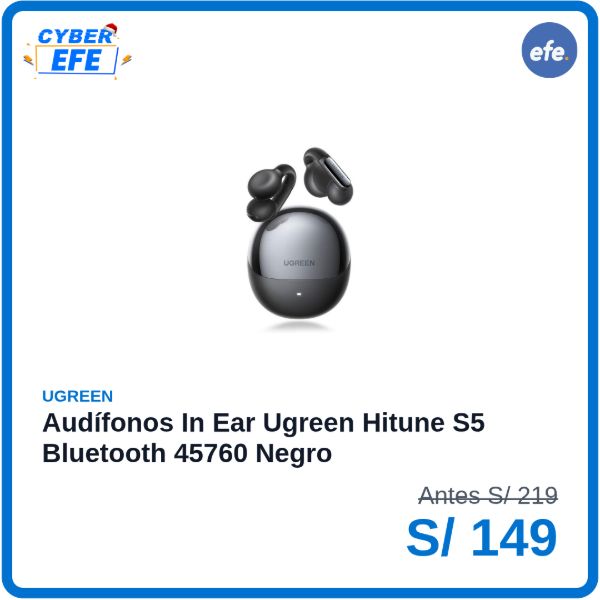 CYBER
EFE
efe.
UGREEN
UGREEN
Audífonos In Ear Ugreen Hitune S5
Bluetooth 45760 Negro
Antes S/ 219
S/ 149